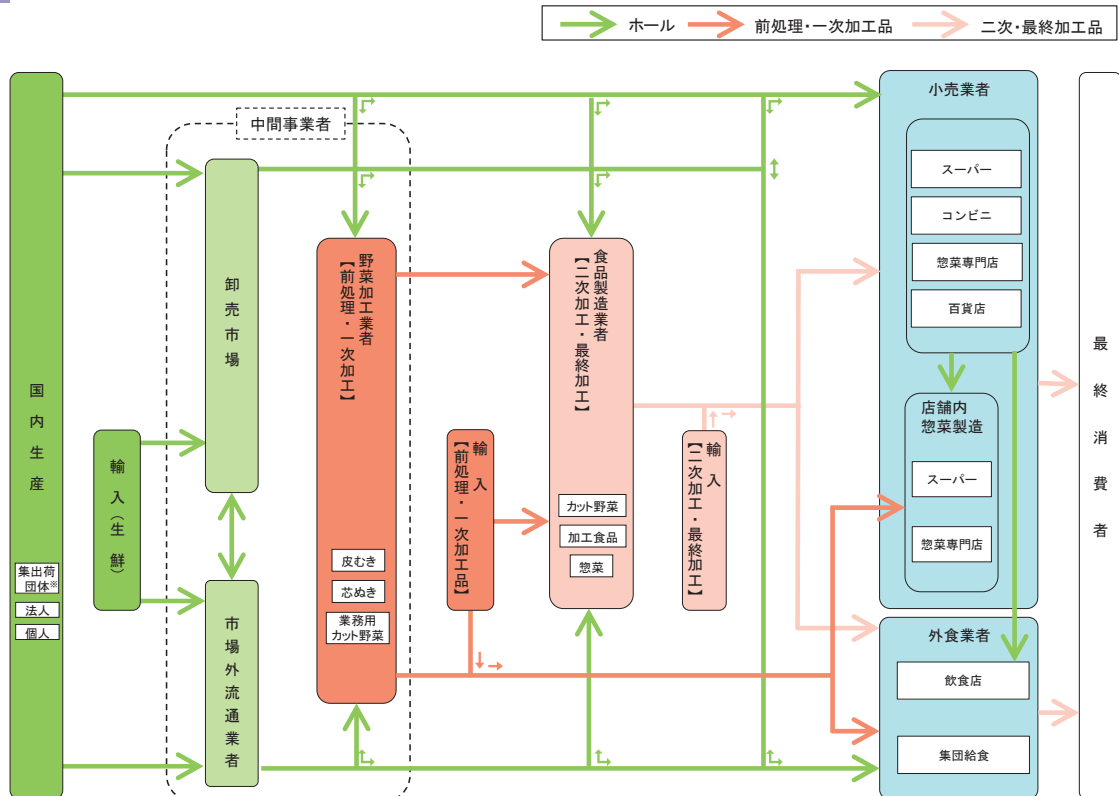 ホール
前処理・一次加工品
二次・最終加工品
国内生産
集出荷
団体※
法人
個人
輸入(生鮮)
中間事業者
卸売市場
市場外流通業者
野菜加工業者
【前処理・一次加工】
皮むき
芯ぬき
業務用
カット野菜
輸入
【前処理・一次加工品】
食品製造業者
【二次加工・最終加工】
カット野菜
加工食品
惣菜
輸入
【二次加工・最終加工】
小売業者
スーパー
コンビニ
惣菜専門店
百貨店
店舗内
惣菜製造
スーパー
惣菜専門店
外食業者
飲食店
集団給食
最終消費者